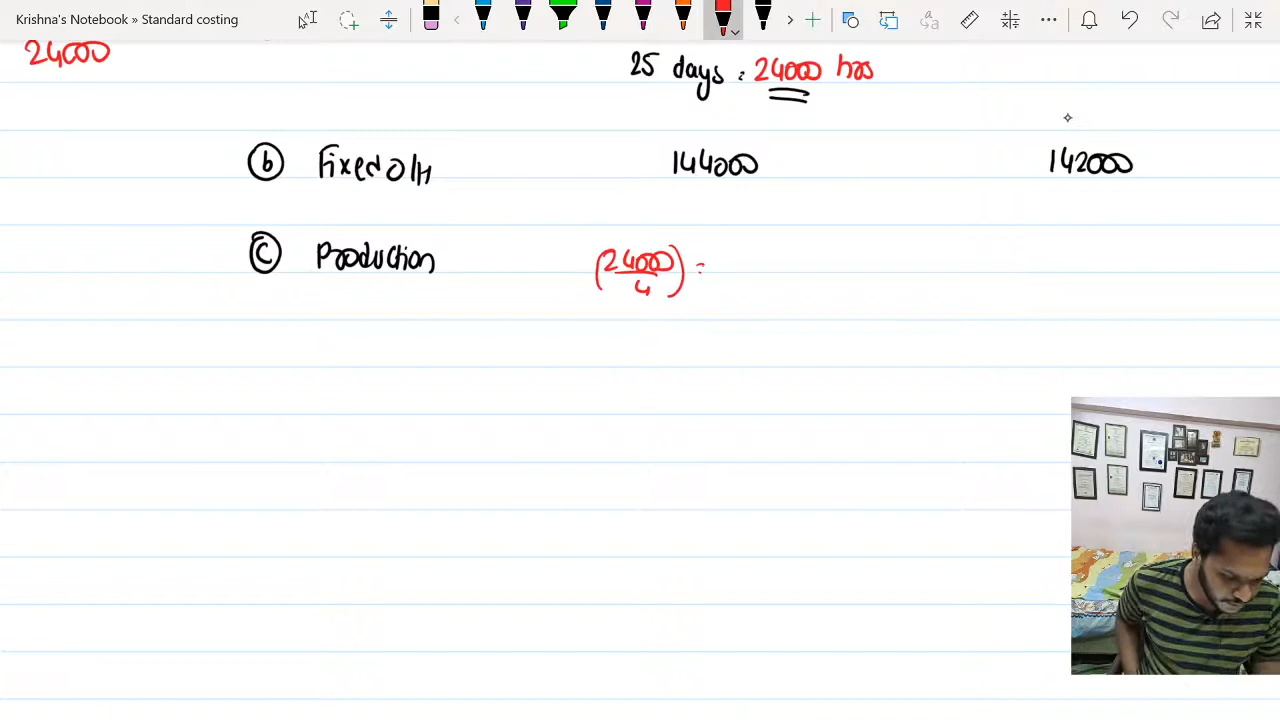 Krishna's Notebook » Standard costing
24000
25 days = 24000 hrs
(b) Fixed O/H 144000 142000
(C) Production (24000/4) =